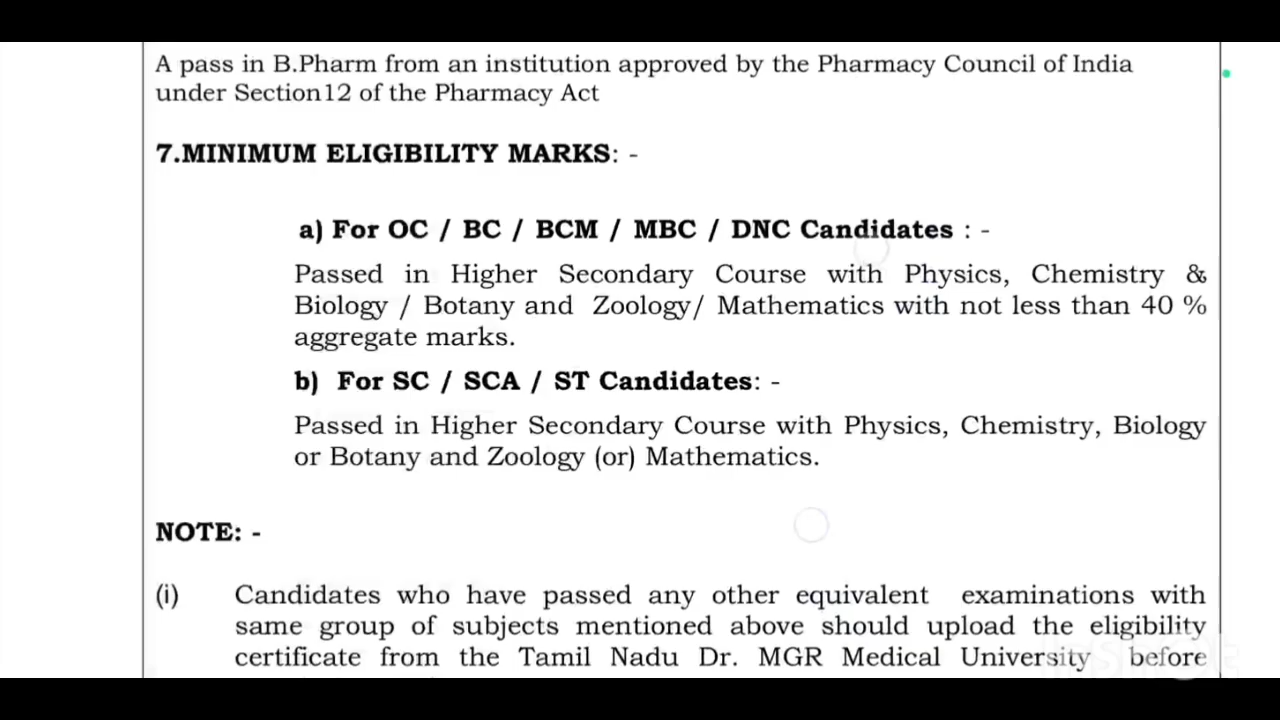 A pass in B.Pharm from an institution approved by the Pharmacy Council of India
under Section12 of the Pharmacy Act
7.MINIMUM ELIGIBILITY MARKS: -
a) For OC / BC / BCM / MBC / DNC Candidates : -
Passed in Higher Secondary Course with Physics, Chemistry &
Biology / Botany and Zoology/ Mathematics with not less than 40 %
aggregate marks.
b) For SC / SCA / ST Candidates: -
Passed in Higher Secondary Course with Physics, Chemistry, Biology
or Botany and Zoology (or) Mathematics.
NOTE: -
(i) Candidates who have passed any other equivalent examinations with
same group of subjects mentioned above should upload the eligibility
certificate from the Tamil Nadu Dr. MGR Medical University before